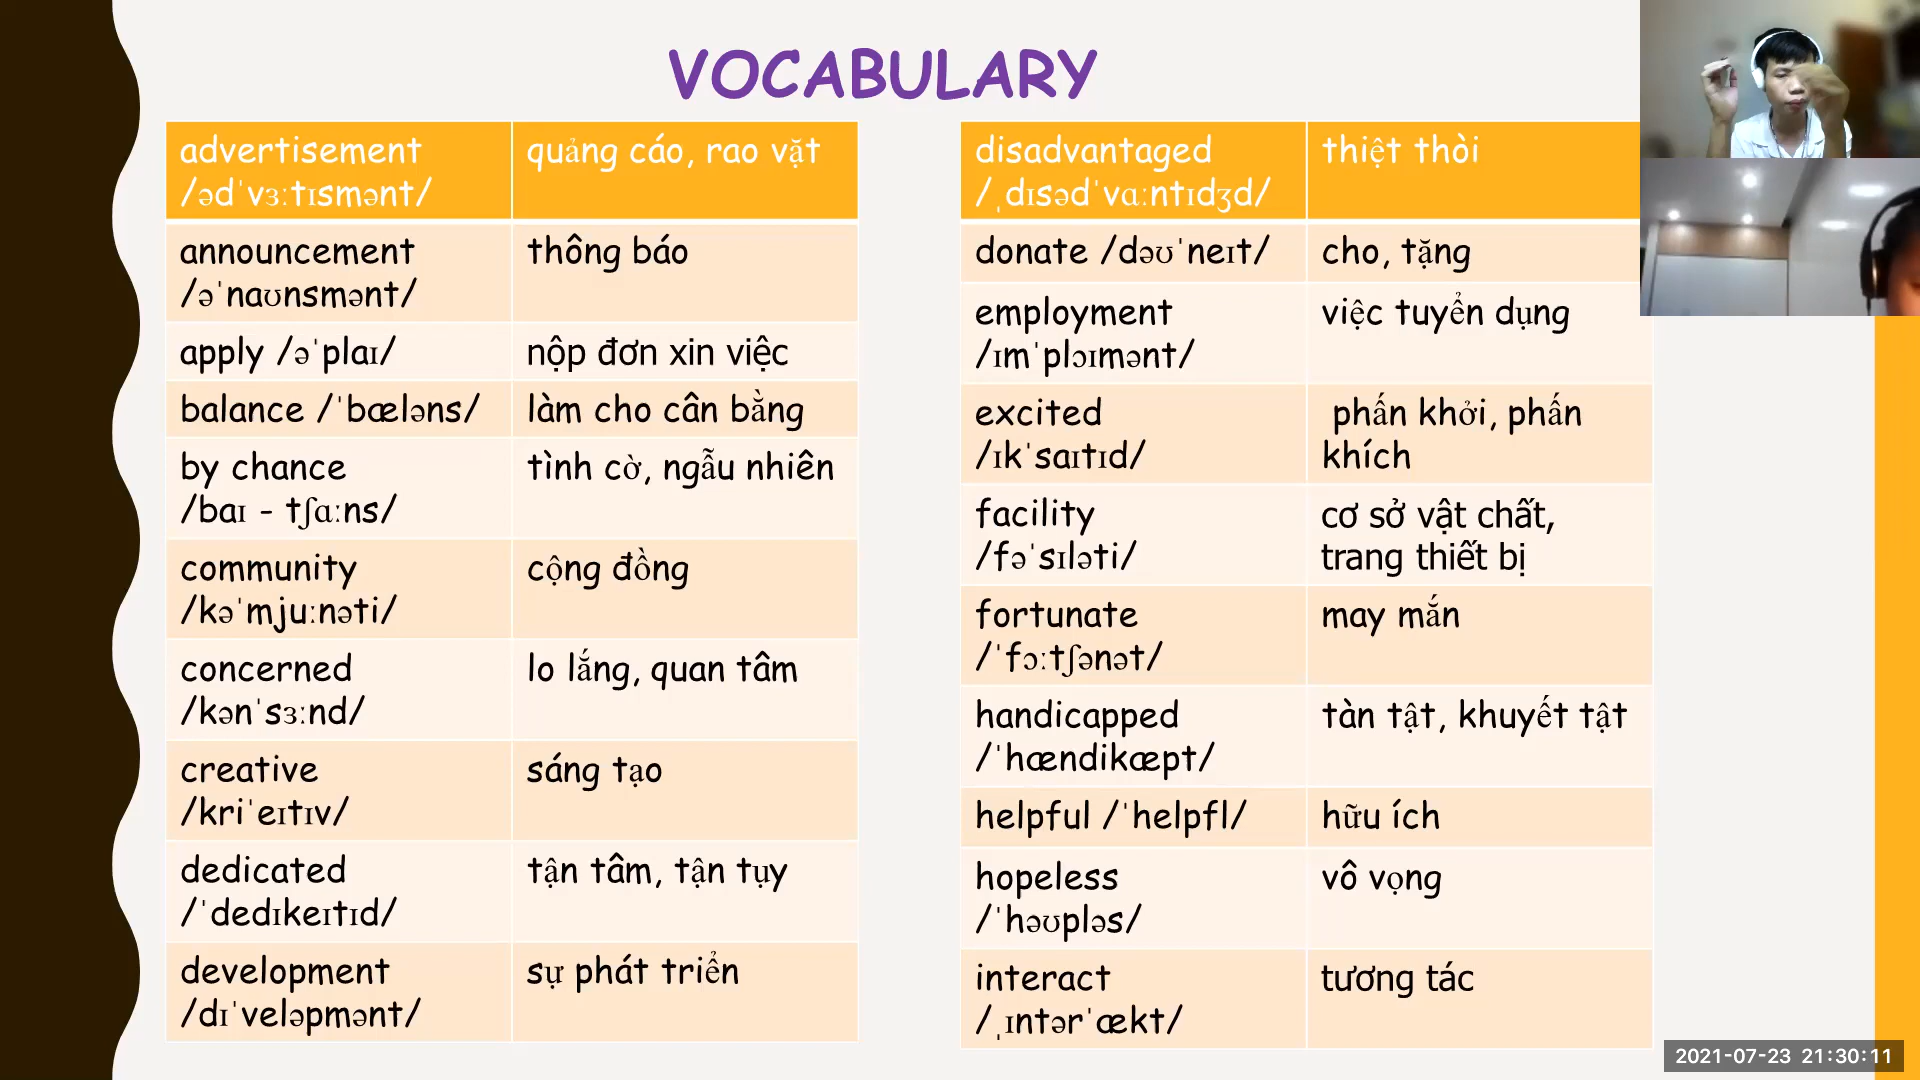 VOCABULARY
advertisement
/ədˈvɜːtɪsmənt/
quảng cáo, rao vặt
announcement
/əˈnaʊnsmənt/
thông báo
apply /əˈplaɪ/
nộp đơn xin việc
balance /ˈbæləns/
làm cho cân bằng
by chance
/baɪ - tʃɑːns/
tình cờ, ngẫu nhiên
community
/kəˈmjuːnəti/
cộng đồng
concerned
/kənˈsɜːnd/
lo lắng, quan tâm
creative
/kriˈeɪtɪv/
sáng tạo
dedicated
/ˈdedɪkeɪtɪd/
tận tâm, tận tụy
development
/dɪˈveləpmənt/
sự phát triển
disadvantaged
/ˌdɪsədˈvɑːntɪdʒd/
thiệt thòi
donate /dəʊˈneɪt/
cho, tặng
employment
/ɪmˈplɔɪmənt/
việc tuyển dụng
excited
/ɪkˈsaɪtɪd/
phấn khởi, phấn
khích
facility
/fəˈsɪləti/
cơ sở vật chất,
trang thiết bị
fortunate
/ˈfɔːtʃənət/
may mắn
handicapped
/ˈhændikæpt/
tàn tật, khuyết tật
helpful /ˈhelpfl/
hữu ích
hopeless
/ˈhəʊpləs/
vô vọng
interact
/ˌɪntərˈækt/
tương tác
2021-07-23 21:30:11